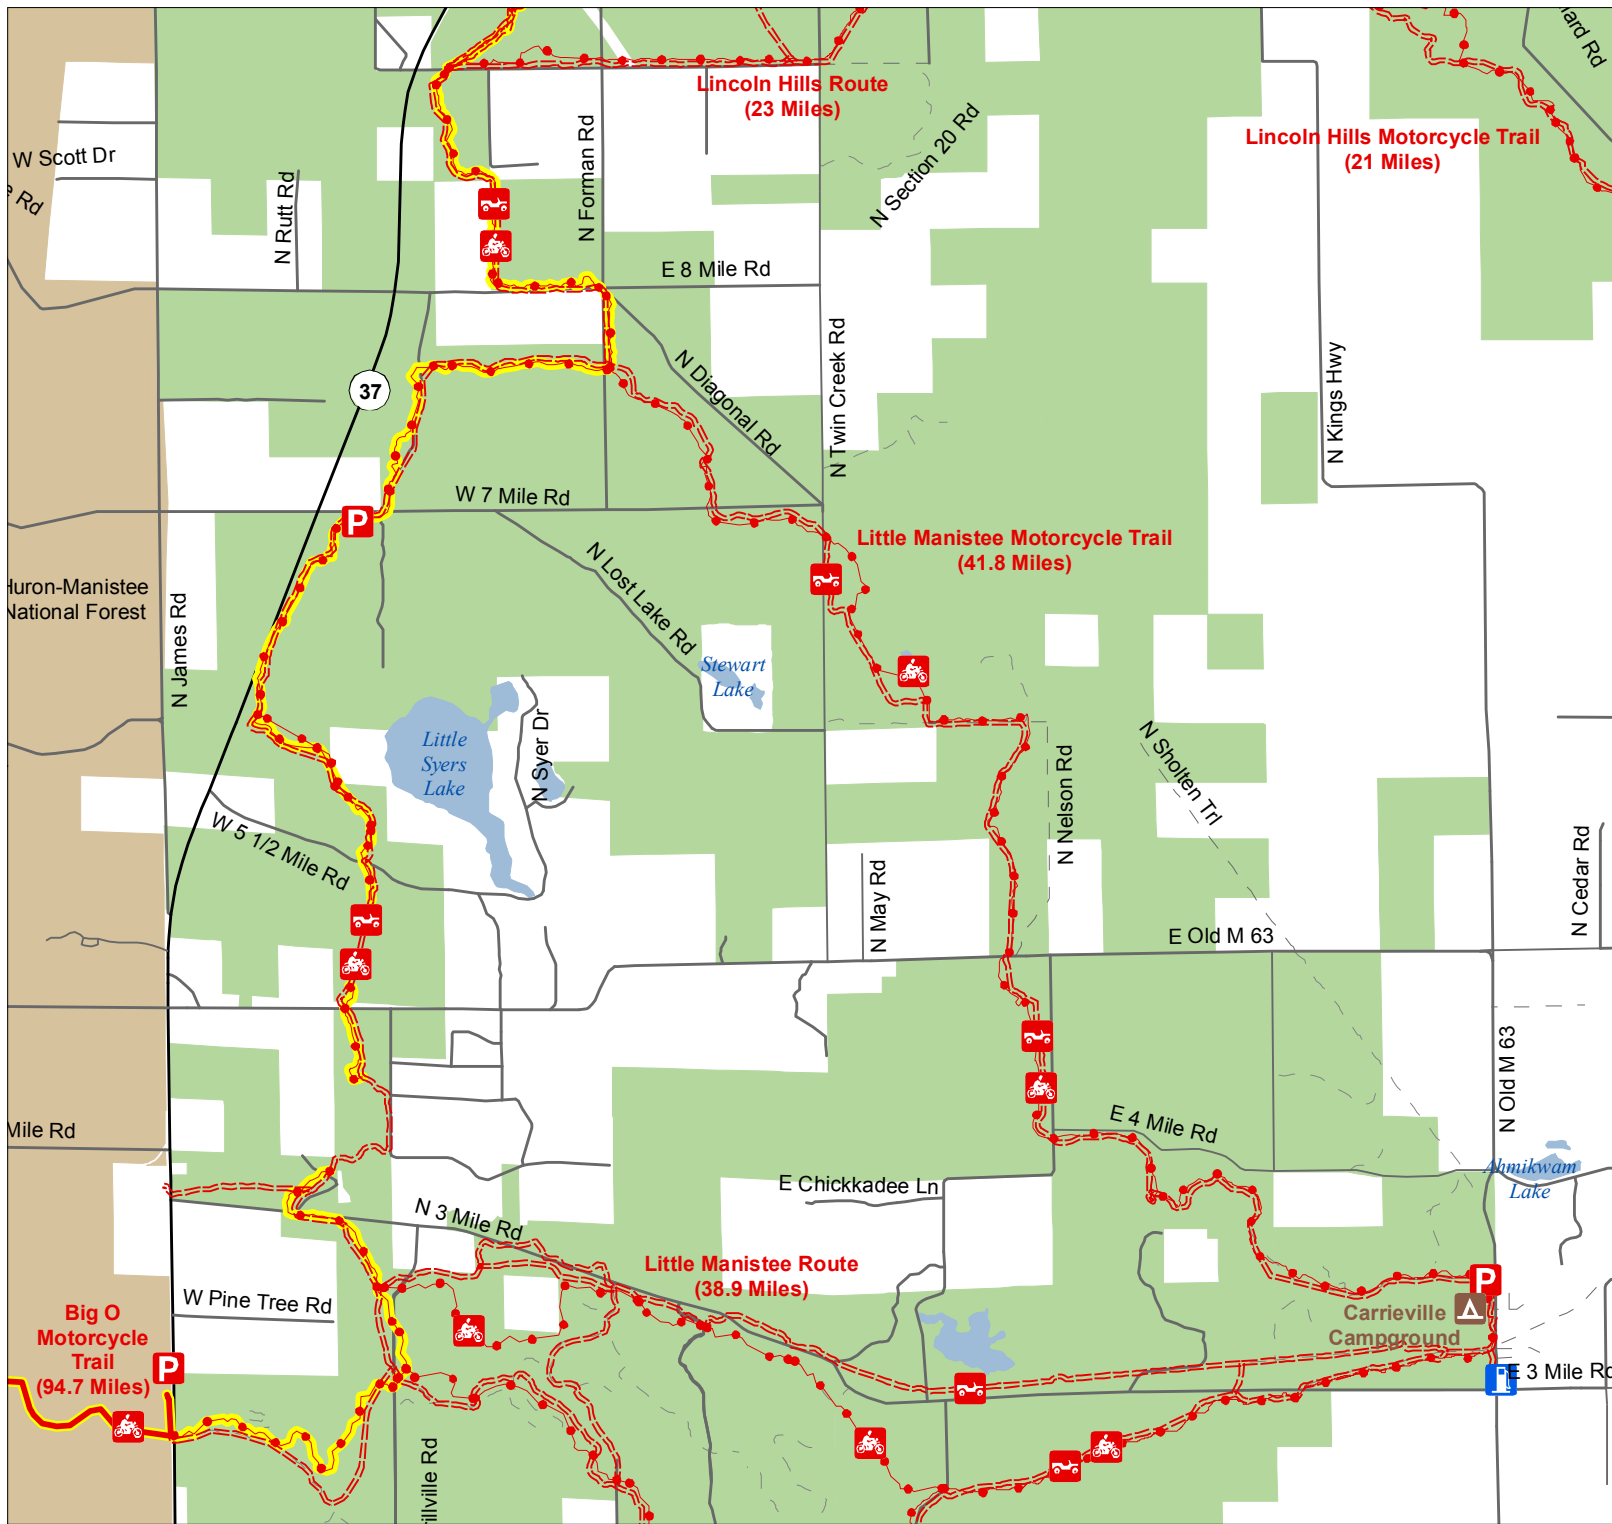 Lincoln Hills Route
(23 Miles)
Lincoln Hills Motorcycle Trail
(21 Miles)
W Scott Dr
N Rutt Rd
N Forman Rd
N Section 20 Rd
E 8 Mile Rd
37
N Diagonal Rd
N Twin Creek Rd
N Kings Hwy
W 7 Mile Rd
P
Little Manistee Motorcycle Trail
(41.8 Miles)
Huron-Manistee
National Forest
N James Rd
N Lost Lake Rd
Stewart
Lake
Little
Syers
Lake
N Syer Dr
N Nelson Rd
N Sholten Trl
W 5 1/2 Mile Rd
N May Rd
N Cedar Rd
E Old M 63
N Old M 63
Mile Rd
E 4 Mile Rd
Ahmikwam
Lake
E Chickkadee Ln
N 3 Mile Rd
Little Manistee Route
(38.9 Miles)
P
Carrieville
Campground
W Pine Tree Rd
Big O
Motorcycle
Trail
(94.7 Miles)
P
E 3 Mile Rd